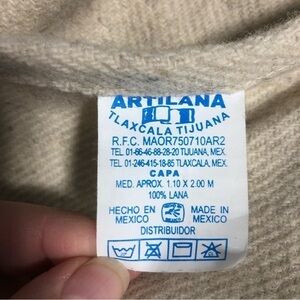 ARTILANA
TLAXCALA TIJUANA
R.F.C. MAOR750710AR2
TEL. 01-66-46-88-28-20 TIJUANA, MEX.
TEL. 01-246-415-18-85 TLAXCALA, MEX.
CAPA
MED. APROX. 1.10 X 2.00 M
100% LANA
HECHO EN MEXICO
MADE IN MEXICO
DISTRIBUIDOR